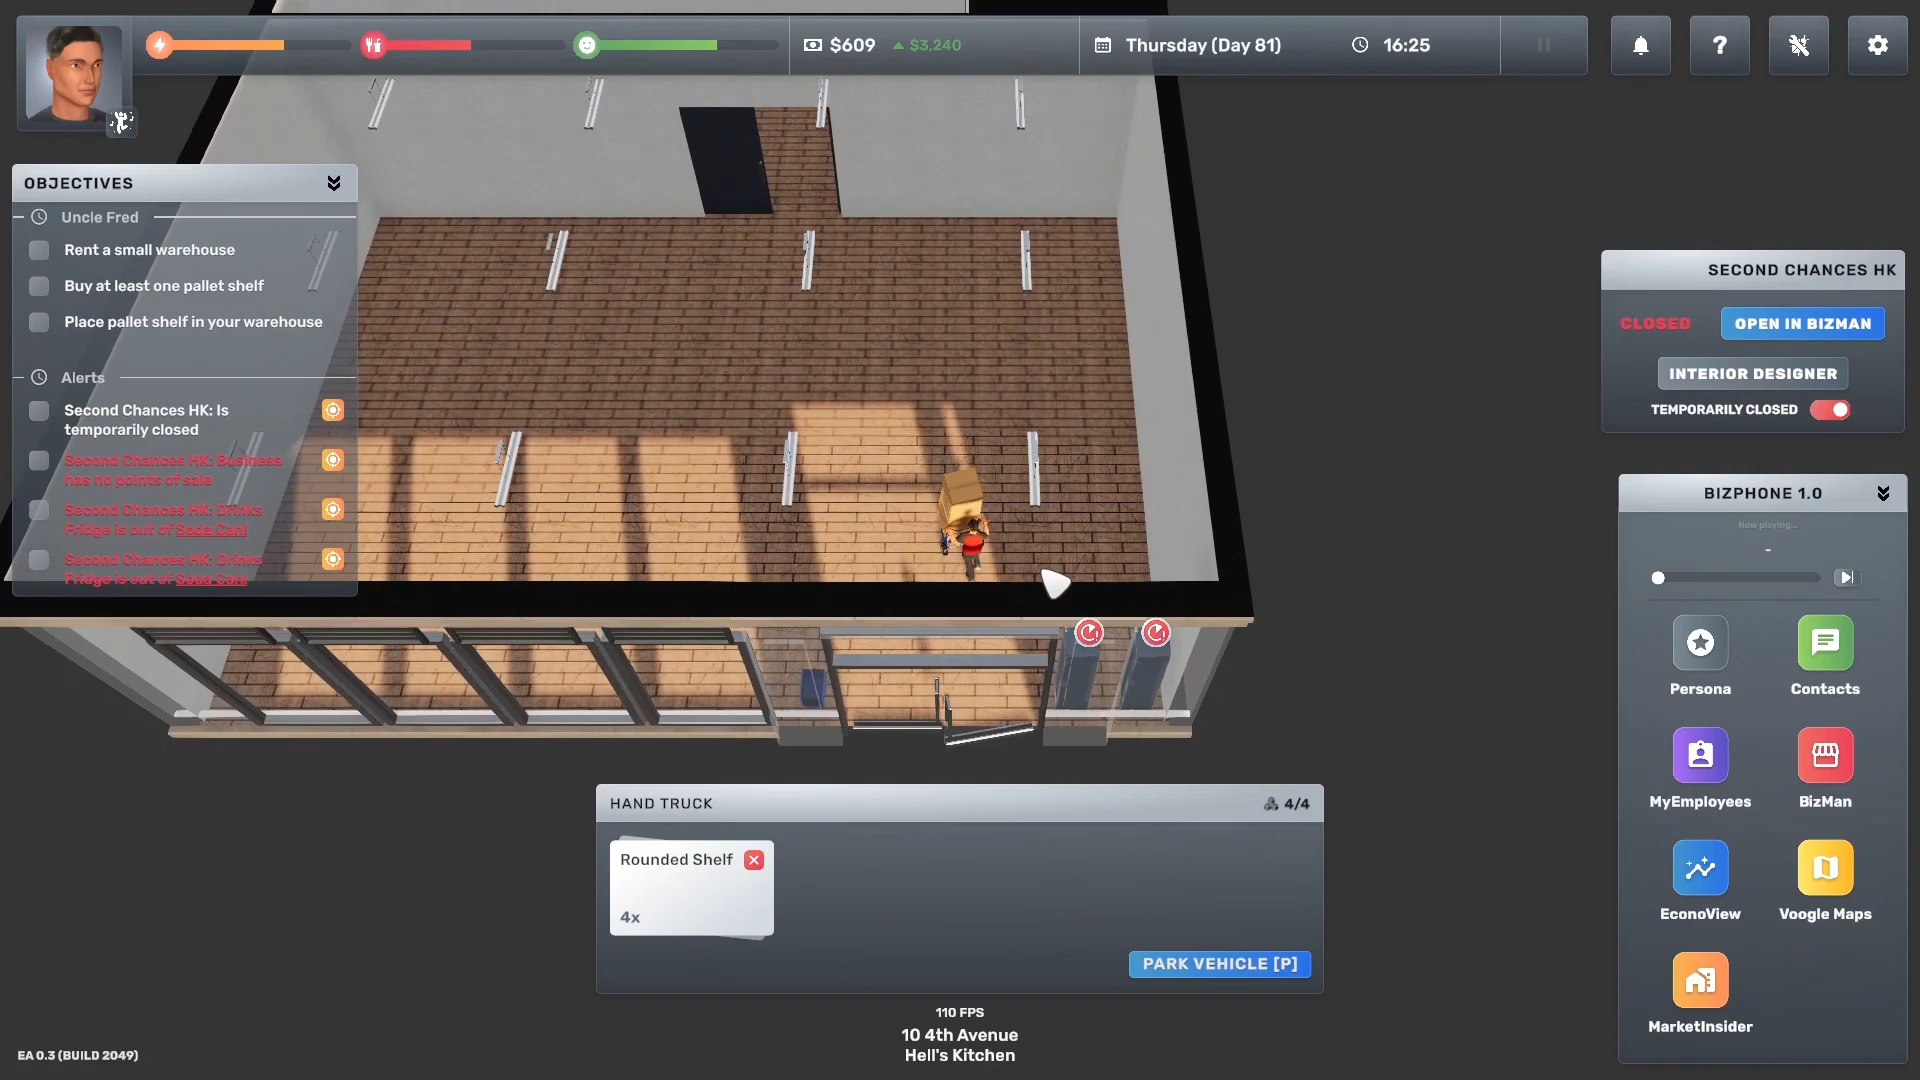 $609
$3,240
Thursday (Day 81)
16:25
?
OBJECTIVES
Uncle Fred
Rent a small warehouse
Buy at least one pallet shelf
Place pallet shelf in your warehouse
Alerts
Second Chances HK: Is
temporarily closed
Second Chances HK: Business
has no points of sale
Second Chances HK: Drinks
Fridge is out of Soda Can!
Second Chances HK: Drinks
Fridge is out of Soda Can!
SECOND CHANCES HK
CLOSED
OPEN IN BIZMAN
INTERIOR DESIGNER
TEMPORARILY CLOSED
BIZPHONE 1.0
Now playing...
-
Persona
Contacts
MyEmployees
BizMan
EconoView
Voogle Maps
MarketInsider
HAND TRUCK
4/4
Rounded Shelf
4x
PARK VEHICLE [P]
110 FPS
10 4th Avenue
Hell's Kitchen
EA 0.3 (BUILD 2049)